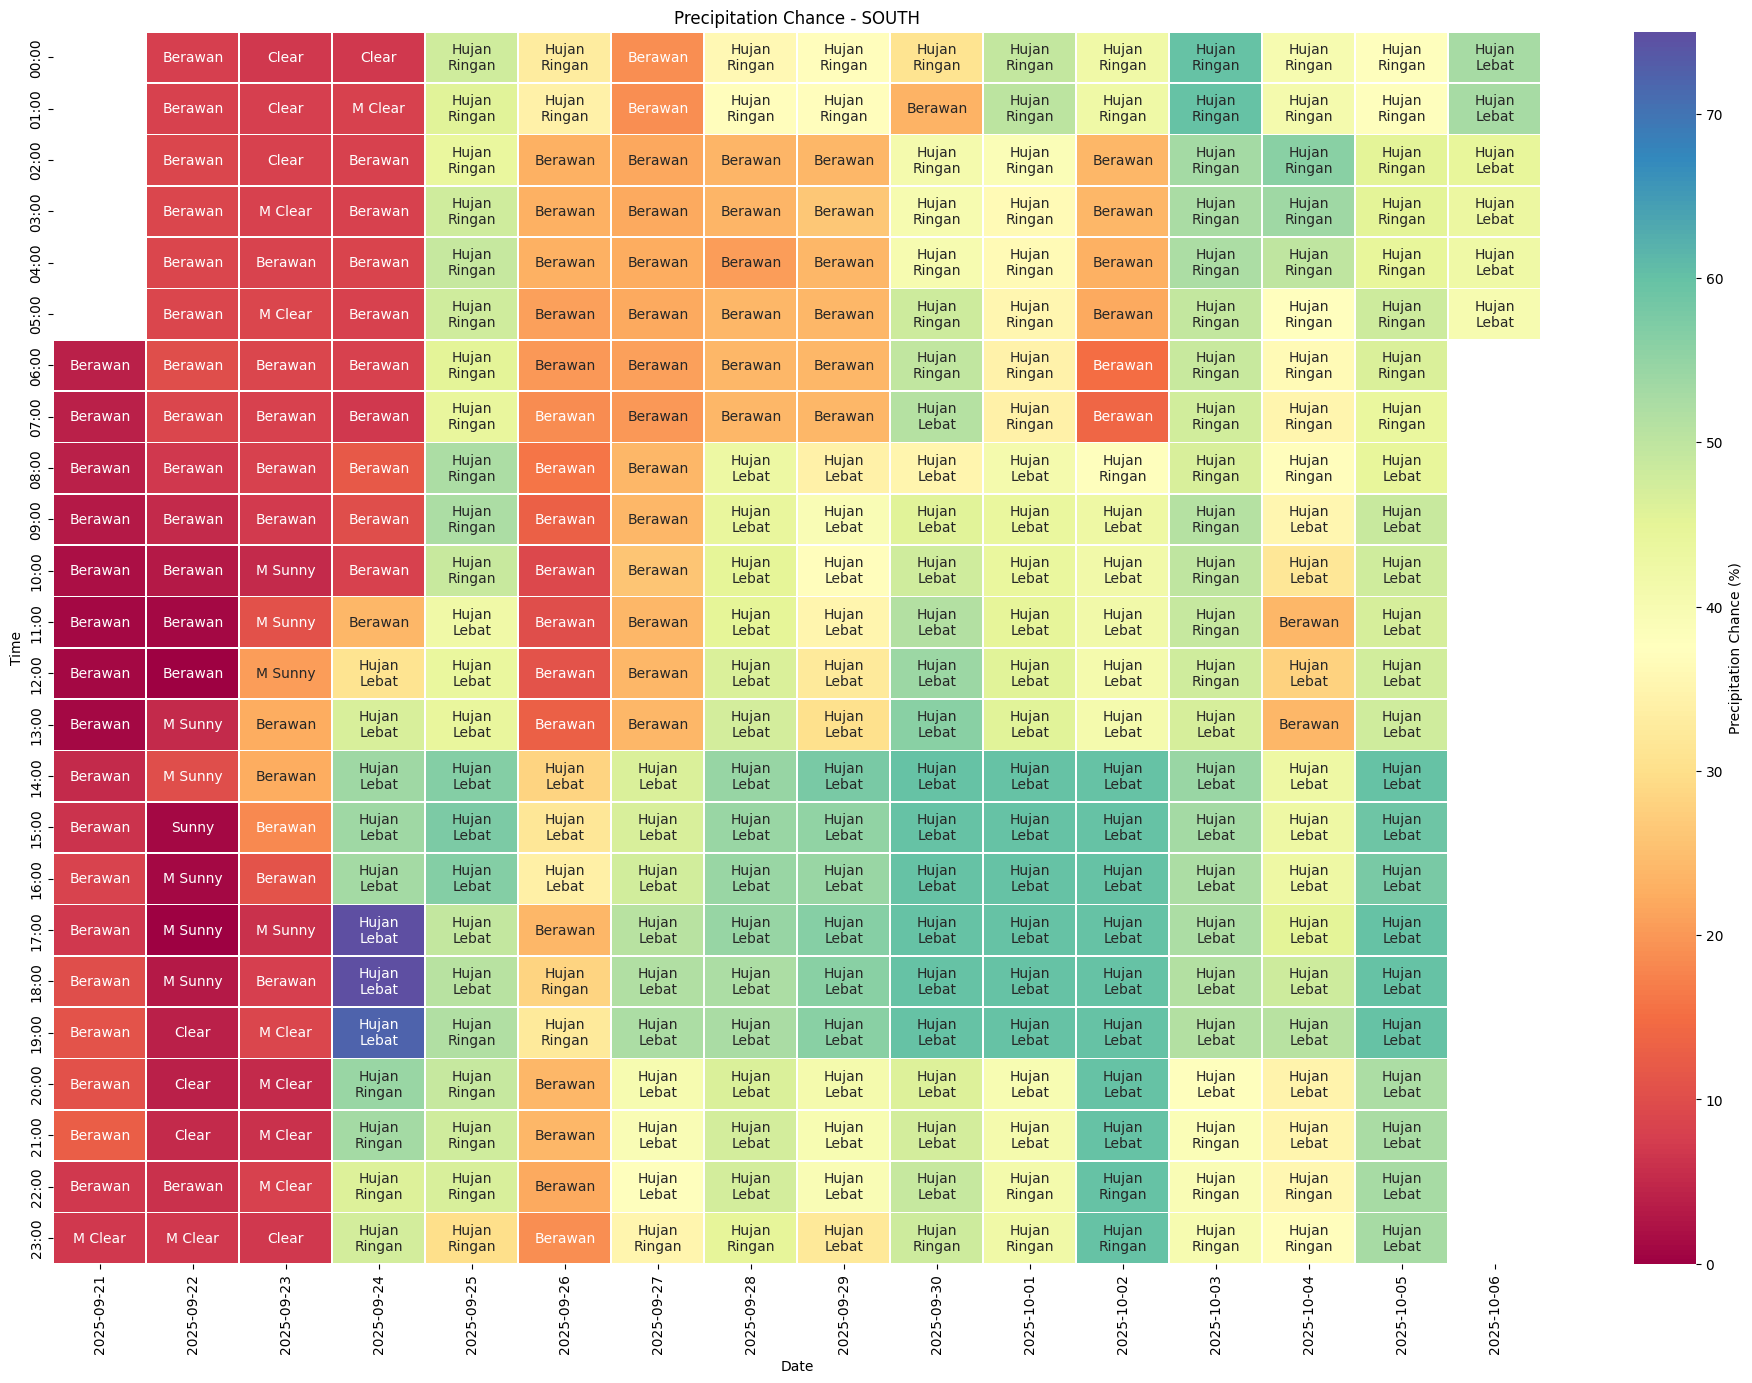 Precipitation Chance - SOUTH
00:00 Berawan Clear Clear Hujan Ringan Hujan Ringan Berawan Hujan Ringan Hujan Ringan Hujan Ringan Hujan Ringan Hujan Ringan Hujan Ringan Hujan Ringan Hujan Ringan Hujan Lebat
01:00 Berawan Clear M Clear Hujan Ringan Hujan Ringan Berawan Hujan Ringan Hujan Ringan Berawan Hujan Ringan Hujan Ringan Hujan Ringan Hujan Ringan Hujan Ringan Hujan Lebat
02:00 Berawan Clear Berawan Hujan Ringan Berawan Berawan Berawan Berawan Hujan Ringan Hujan Ringan Berawan Hujan Ringan Hujan Ringan Hujan Ringan Hujan Lebat
03:00 Berawan M Clear Berawan Hujan Ringan Berawan Berawan Berawan Berawan Hujan Ringan Hujan Ringan Berawan Hujan Ringan Hujan Ringan Hujan Ringan Hujan Lebat
04:00 Berawan Berawan Berawan Hujan Ringan Berawan Berawan Berawan Berawan Hujan Ringan Hujan Ringan Berawan Hujan Ringan Hujan Ringan Hujan Ringan Hujan Lebat
05:00 Berawan M Clear Berawan Hujan Ringan Berawan Berawan Berawan Berawan Hujan Ringan Hujan Ringan Berawan Hujan Ringan Hujan Ringan Hujan Ringan Hujan Lebat
06:00 Berawan Berawan Berawan Berawan Hujan Ringan Berawan Berawan Berawan Berawan Hujan Ringan Hujan Ringan Berawan Hujan Ringan Hujan Ringan Hujan Ringan
07:00 Berawan Berawan Berawan Berawan Hujan Ringan Berawan Berawan Berawan Berawan Hujan Lebat Hujan Ringan Berawan Hujan Ringan Hujan Ringan Hujan Ringan
08:00 Berawan Berawan Berawan Berawan Hujan Ringan Berawan Berawan Hujan Lebat Hujan Lebat Hujan Lebat Hujan Lebat Hujan Ringan Hujan Ringan Hujan Ringan Hujan Lebat
09:00 Berawan Berawan Berawan Berawan Hujan Ringan Berawan Berawan Hujan Lebat Hujan Lebat Hujan Lebat Hujan Lebat Hujan Lebat Hujan Ringan Hujan Lebat Hujan Lebat
10:00 Berawan Berawan M Sunny Berawan Hujan Ringan Berawan Berawan Hujan Lebat Hujan Lebat Hujan Lebat Hujan Lebat Hujan Lebat Hujan Ringan Hujan Lebat Hujan Lebat
11:00 Berawan Berawan M Sunny Berawan Hujan Lebat Berawan Berawan Hujan Lebat Hujan Lebat Hujan Lebat Hujan Lebat Hujan Lebat Hujan Ringan Berawan Hujan Lebat
12:00 Berawan Berawan M Sunny Hujan Lebat Hujan Lebat Berawan Berawan Hujan Lebat Hujan Lebat Hujan Lebat Hujan Lebat Hujan Lebat Hujan Ringan Hujan Lebat Hujan Lebat
13:00 Berawan M Sunny Berawan Hujan Lebat Hujan Lebat Berawan Berawan Hujan Lebat Hujan Lebat Hujan Lebat Hujan Lebat Hujan Lebat Hujan Lebat Berawan Hujan Lebat
14:00 Berawan M Sunny Berawan Hujan Lebat Hujan Lebat Hujan Lebat Hujan Lebat Hujan Lebat Hujan Lebat Hujan Lebat Hujan Lebat Hujan Lebat Hujan Lebat Hujan Lebat Hujan Lebat
15:00 Berawan Sunny Berawan Hujan Lebat Hujan Lebat Hujan Lebat Hujan Lebat Hujan Lebat Hujan Lebat Hujan Lebat Hujan Lebat Hujan Lebat Hujan Lebat Hujan Lebat Hujan Lebat
16:00 Berawan M Sunny Berawan Hujan Lebat Hujan Lebat Hujan Lebat Hujan Lebat Hujan Lebat Hujan Lebat Hujan Lebat Hujan Lebat Hujan Lebat Hujan Lebat Hujan Lebat Hujan Lebat
17:00 Berawan M Sunny M Sunny Hujan Lebat Hujan Lebat Berawan Hujan Lebat Hujan Lebat Hujan Lebat Hujan Lebat Hujan Lebat Hujan Lebat Hujan Lebat Hujan Lebat Hujan Lebat
18:00 Berawan M Sunny Berawan Hujan Lebat Hujan Lebat Hujan Ringan Hujan Lebat Hujan Lebat Hujan Lebat Hujan Lebat Hujan Lebat Hujan Lebat Hujan Lebat Hujan Lebat Hujan Lebat
19:00 Berawan Clear M Clear Hujan Lebat Hujan Ringan Hujan Ringan Hujan Lebat Hujan Lebat Hujan Lebat Hujan Lebat Hujan Lebat Hujan Lebat Hujan Lebat Hujan Lebat Hujan Lebat
20:00 Berawan Clear M Clear Hujan Ringan Hujan Ringan Berawan Hujan Lebat Hujan Lebat Hujan Lebat Hujan Lebat Hujan Lebat Hujan Lebat Hujan Lebat Hujan Lebat Hujan Lebat
21:00 Berawan Clear M Clear Hujan Ringan Hujan Ringan Berawan Hujan Lebat Hujan Lebat Hujan Lebat Hujan Lebat Hujan Lebat Hujan Lebat Hujan Ringan Hujan Lebat Hujan Lebat
22:00 Berawan Berawan M Clear Hujan Ringan Hujan Ringan Berawan Hujan Lebat Hujan Lebat Hujan Lebat Hujan Lebat Hujan Ringan Hujan Ringan Hujan Ringan Hujan Ringan Hujan Lebat
23:00 M Clear M Clear Clear Hujan Ringan Hujan Ringan Berawan Hujan Ringan Hujan Ringan Hujan Lebat Hujan Ringan Hujan Ringan Hujan Ringan Hujan Ringan Hujan Ringan Hujan Lebat
Time
2025-09-21 2025-09-22 2025-09-23 2025-09-24 2025-09-25 2025-09-26 2025-09-27 2025-09-28 2025-09-29 2025-09-30 2025-10-01 2025-10-02 2025-10-03 2025-10-04 2025-10-05 2025-10-06
Date
70
60
50
40
30
20
10
0
Precipitation Chance (%)